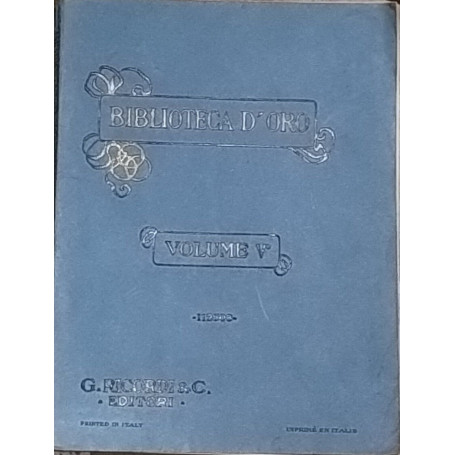 BIBLIOTECA D'ORO
VOLUME V°
G. RICORDI & C.
• EDITORI •
PRINTED IN ITALY
IMPRIMÉ EN ITALIE